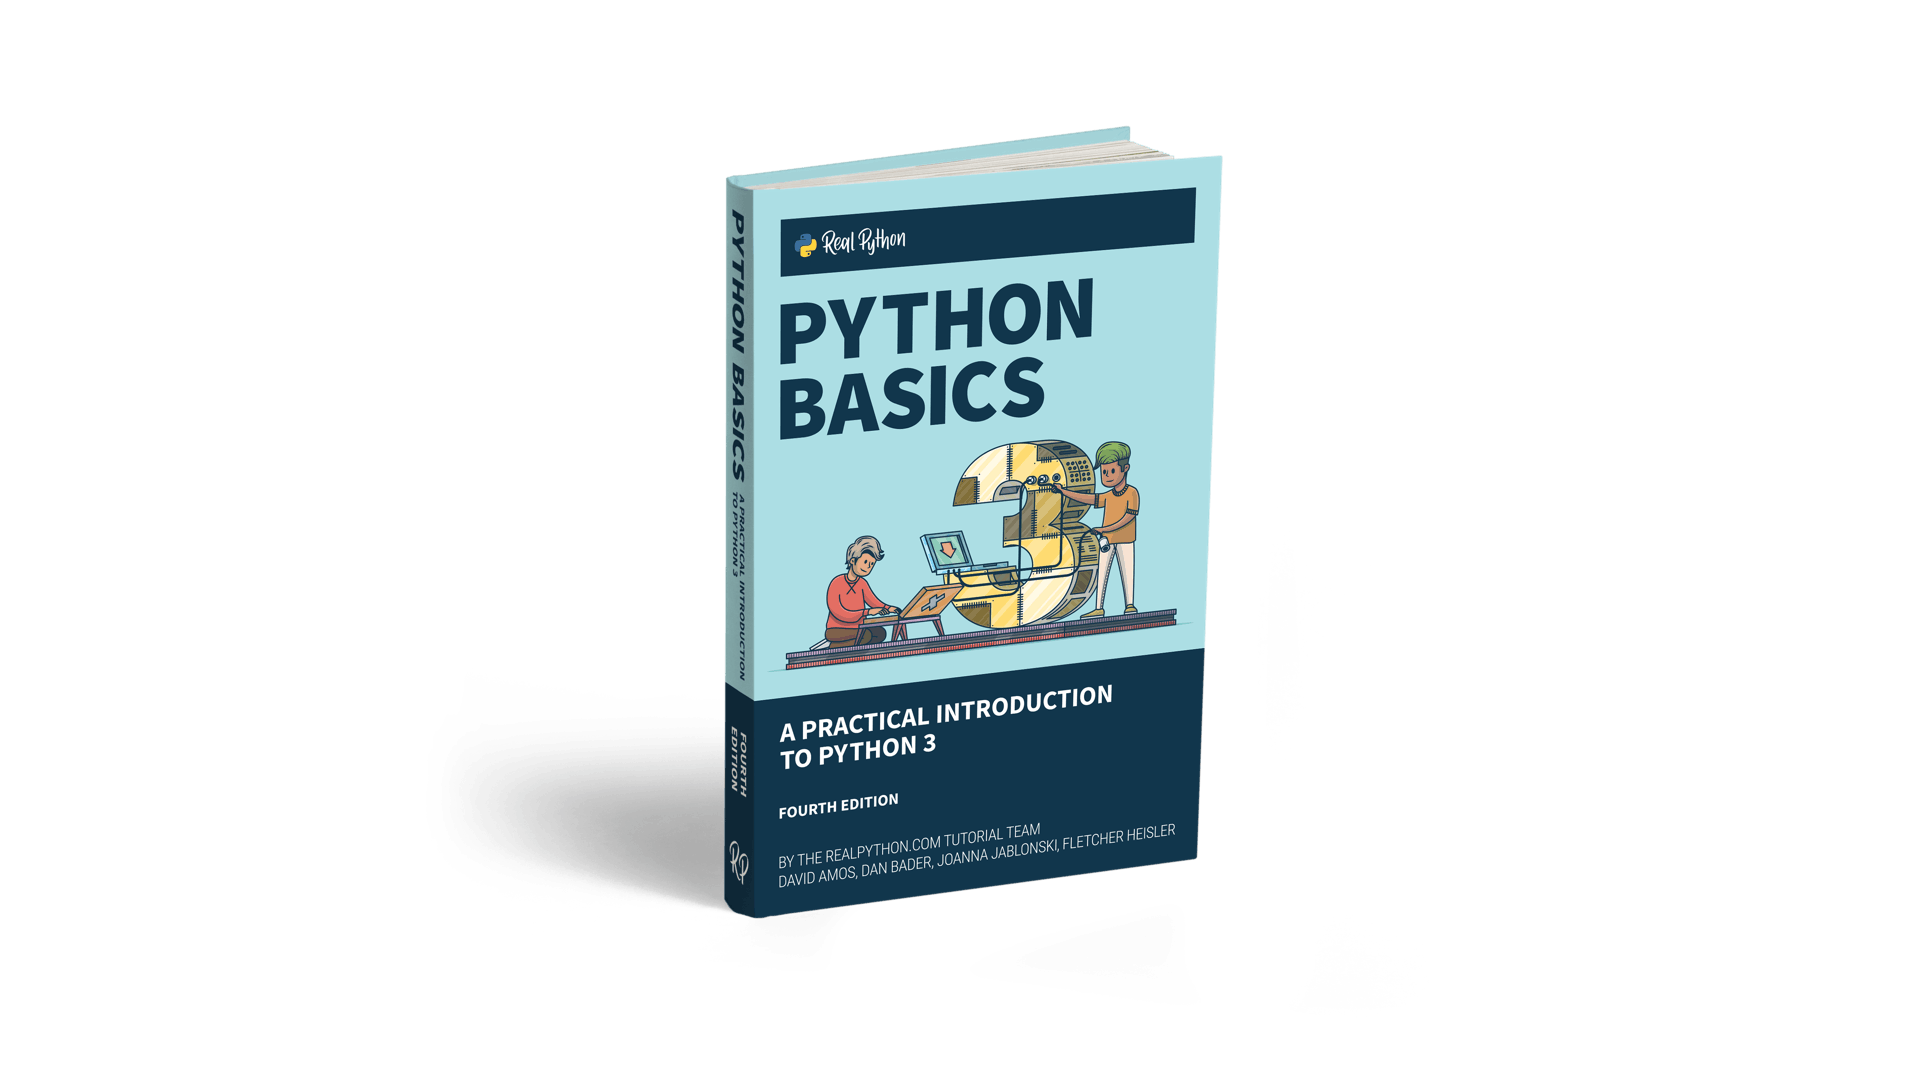 Real Python
PYTHON
BASICS
A PRACTICAL INTRODUCTION
TO PYTHON 3
FOURTH EDITION
BY THE REALPYTHON.COM TUTORIAL TEAM
DAVID AMOS, DAN BADER, JOANNA JABLONSKI, FLETCHER HEISLER
PYTHON BASICS
A PRACTICAL INTRODUCTION
TO PYTHON 3
FOURTH
EDITION
RP